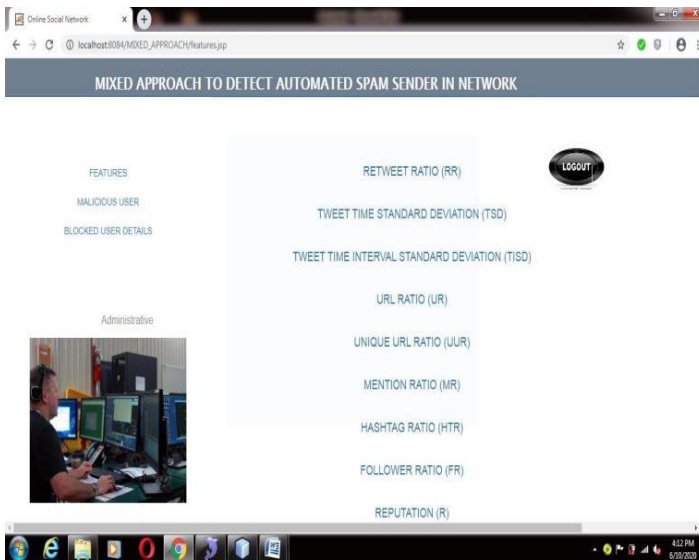 Online Social Network
localhost:8084/MIXED_APPROACH/features.jsp
MIXED APPROACH TO DETECT AUTOMATED SPAM SENDER IN NETWORK
FEATURES
MALICIOUS USER
BLOCKED USER DETAILS
Administrative
RETWEET RATIO (RR)
LOGOUT
TWEET TIME STANDARD DEVIATION (TSD)
TWEET TIME INTERVAL STANDARD DEVIATION (TISD)
URL RATIO (UR)
UNIQUE URL RATIO (UUR)
MENTION RATIO (MR)
HASHTAG RATIO (HTR)
FOLLOWER RATIO (FR)
REPUTATION (R)
4:12 PM
6/10/2020